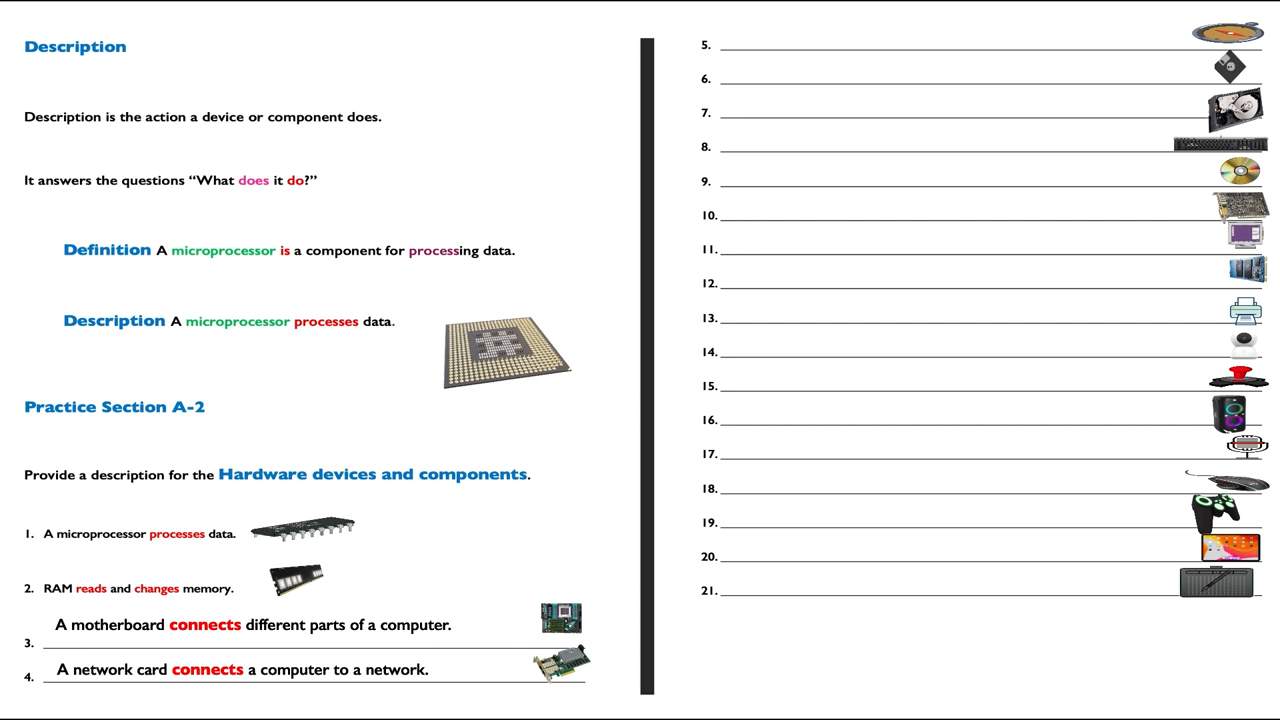 Description
Description is the action a device or component does.
It answers the questions “What does it do?”
Definition A microprocessor is a component for processing data.
Description A microprocessor processes data.
Practice Section A-2
Provide a description for the Hardware devices and components.
1. A microprocessor processes data.
2. RAM reads and changes memory.
3. A motherboard connects different parts of a computer.
4. A network card connects a computer to a network.
5.
6.
7.
8.
9.
10.
11.
12.
13.
14.
15.
16.
17.
18.
19.
20.
21.